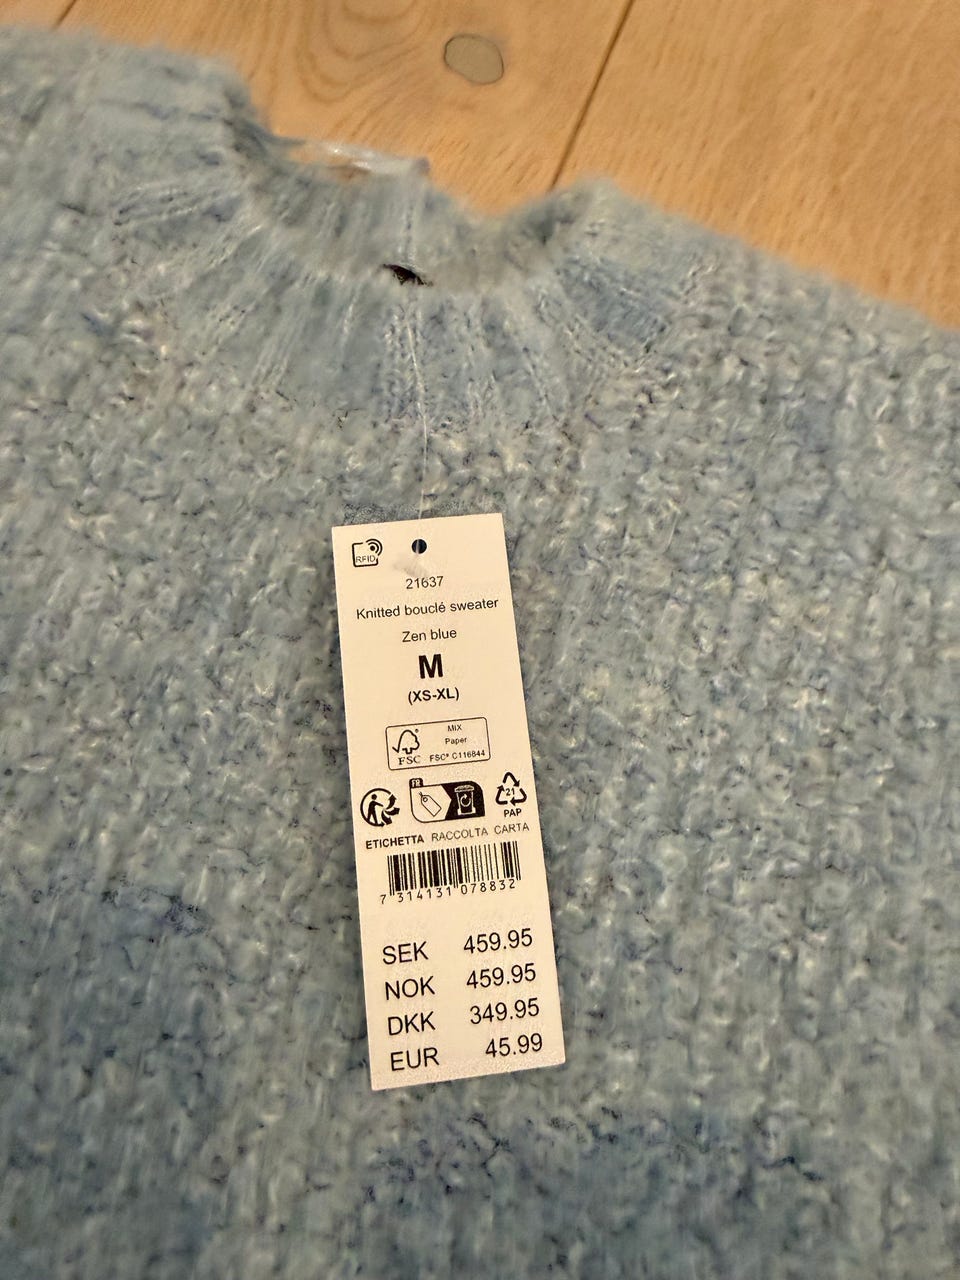 RFID
21637
Knitted bouclé sweater
Zen blue
M
(XS-XL)
MIX
Paper
FSC® C116844
FSC
FR
21
PAP
ETICHETTA RACCOLTA CARTA
7 314131 078832
SEK 459.95
NOK 459.95
DKK 349.95
EUR 45.99